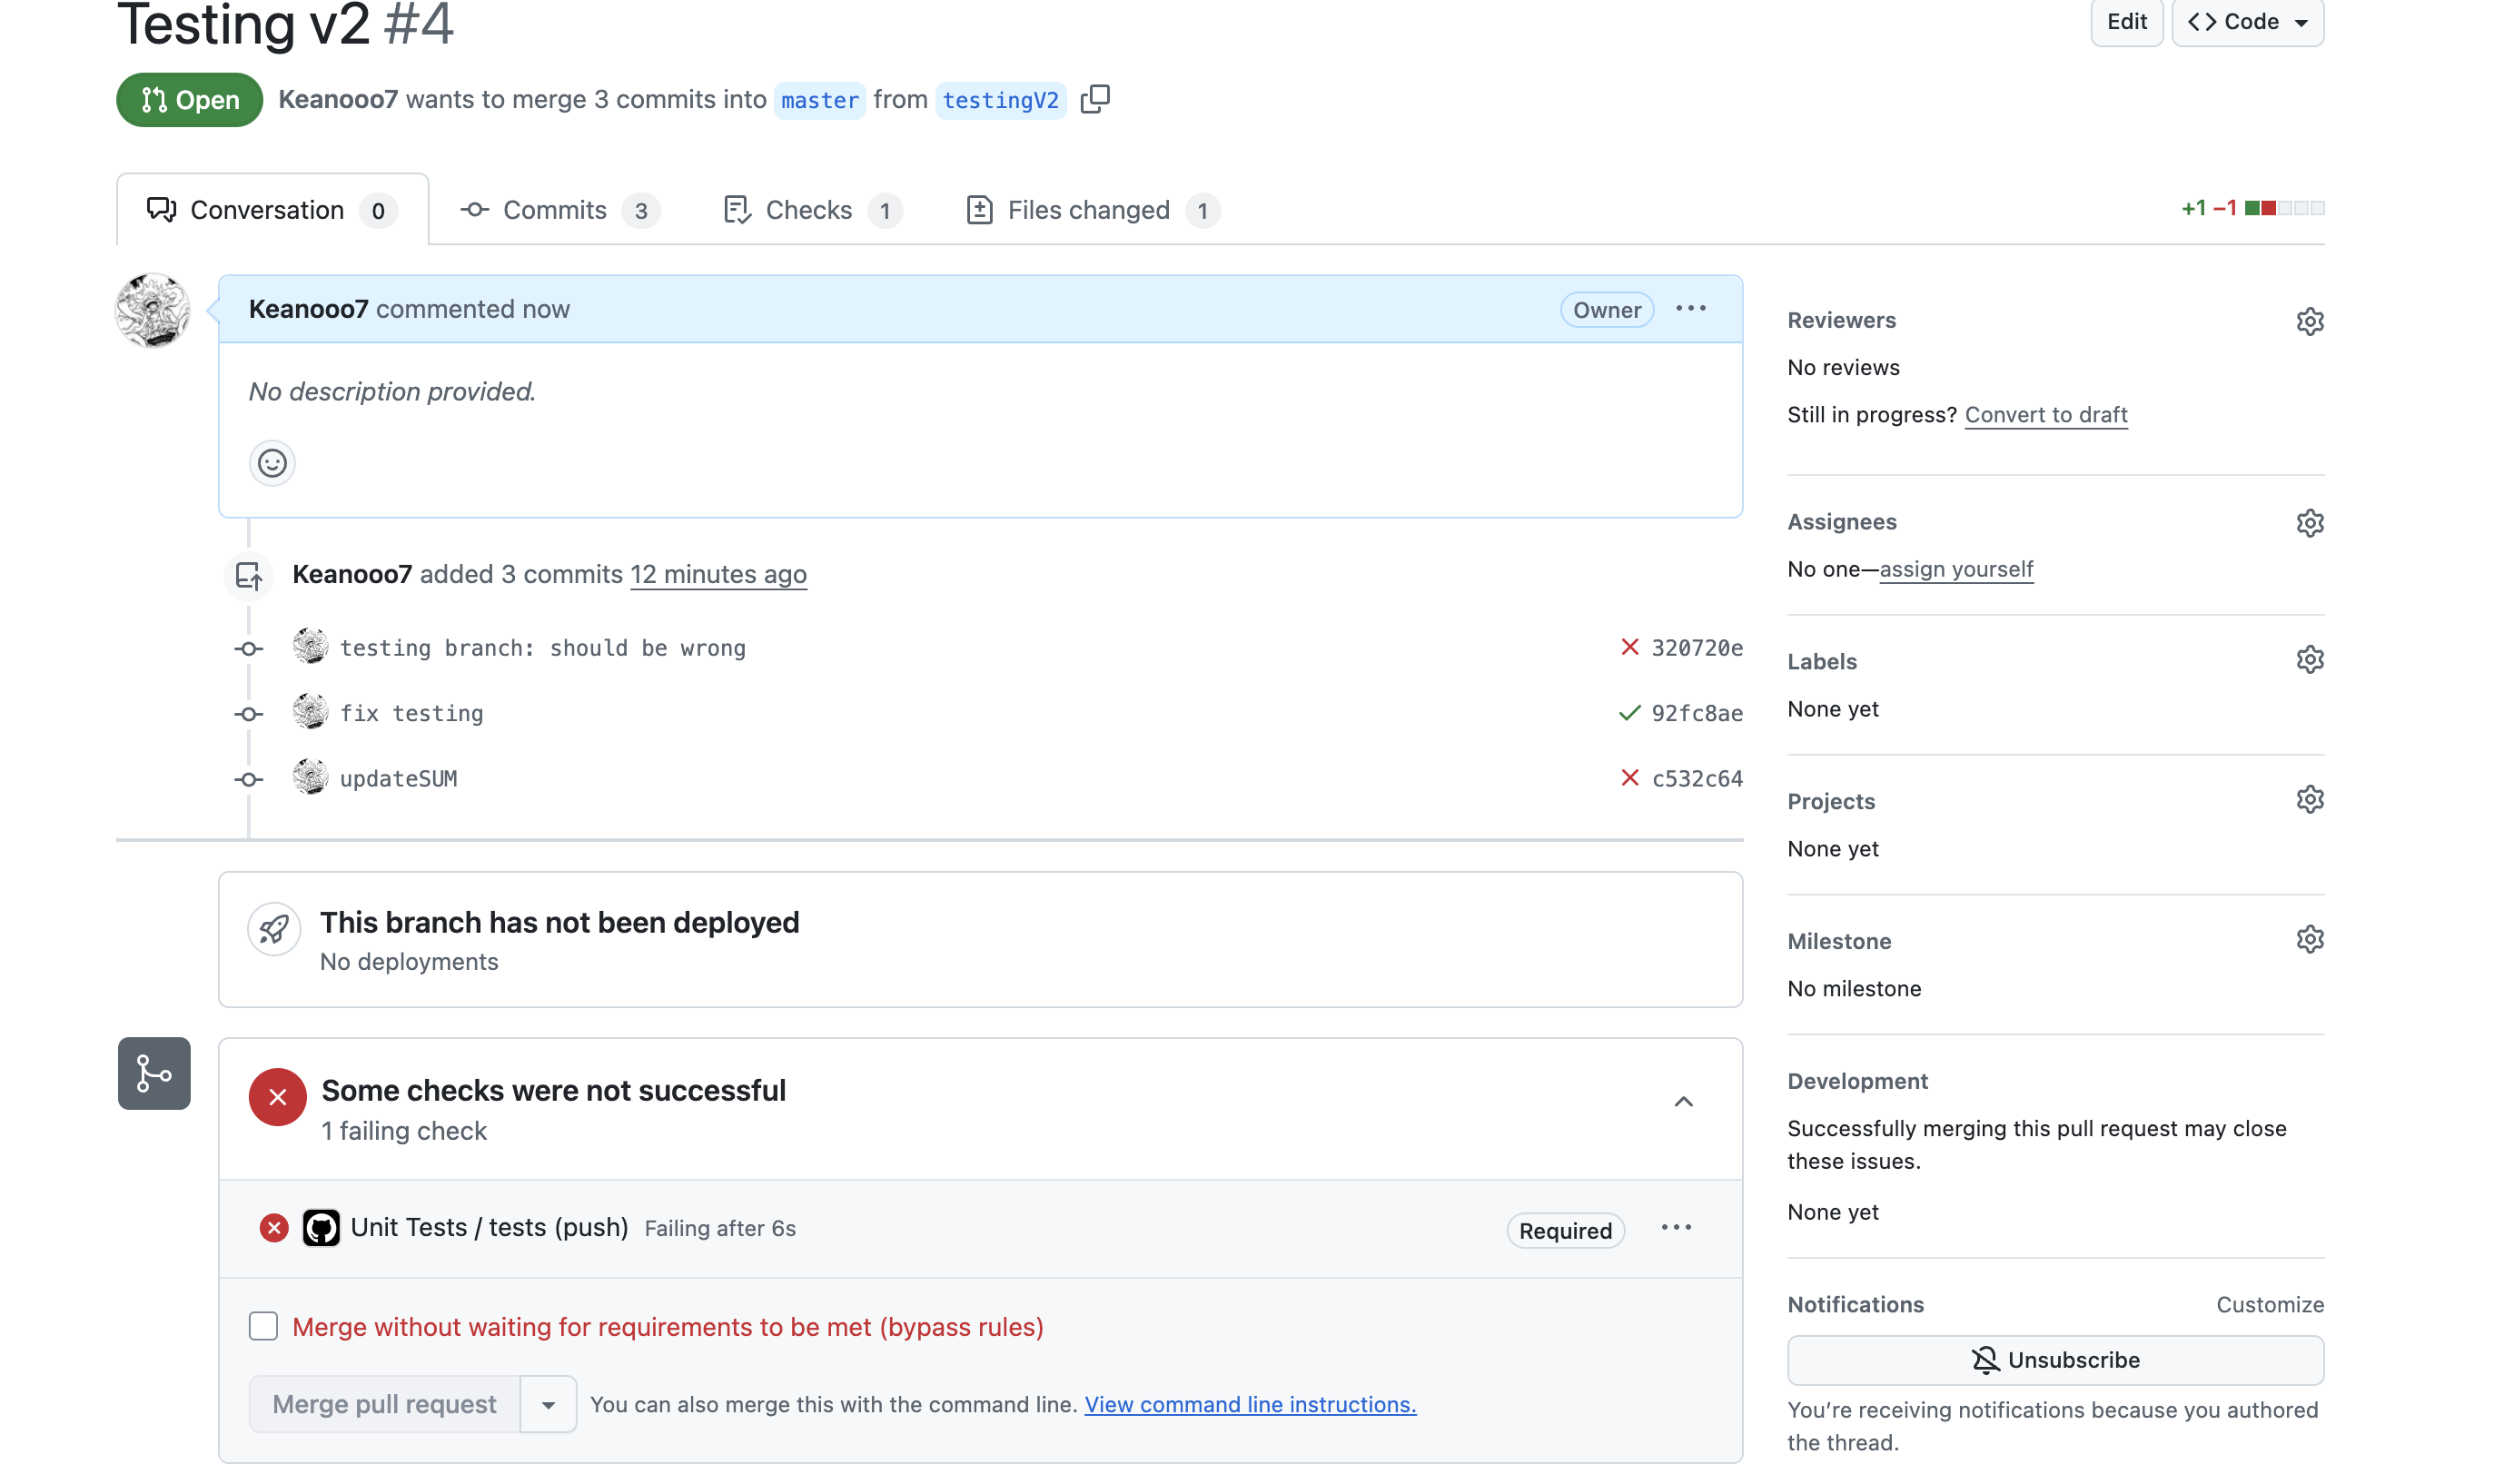 Testing v2 #4
Edit
Code
Open
Keanooo7 wants to merge 3 commits into master from testingV2
Conversation 0
Commits 3
Checks 1
Files changed 1
+1 −1
Keanooo7 commented now
Owner
No description provided.
Keanooo7 added 3 commits 12 minutes ago
testing branch: should be wrong
320720e
fix testing
92fc8ae
updateSUM
c532c64
This branch has not been deployed
No deployments
Some checks were not successful
1 failing check
Unit Tests / tests (push) Failing after 6s
Required
Merge without waiting for requirements to be met (bypass rules)
Merge pull request
You can also merge this with the command line. View command line instructions.
Reviewers
No reviews
Still in progress? Convert to draft
Assignees
No one—assign yourself
Labels
None yet
Projects
None yet
Milestone
No milestone
Development
Successfully merging this pull request may close
these issues.
None yet
Notifications
Customize
Unsubscribe
You’re receiving notifications because you authored
the thread.